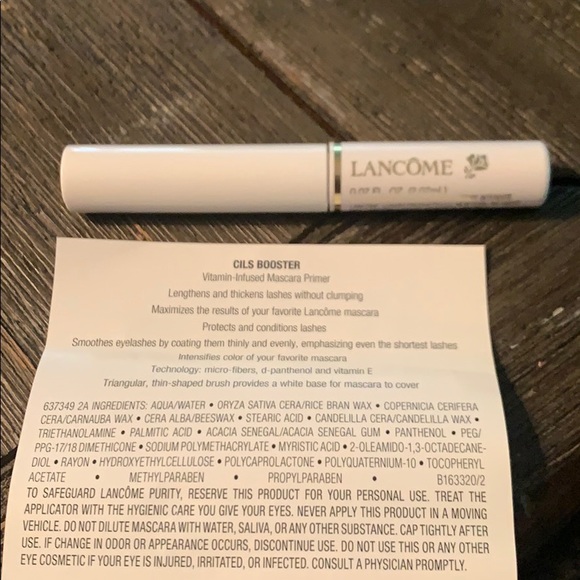 LANCÔME
CILS BOOSTER
Vitamin-Infused Mascara Primer
Lengthens and thickens lashes without clumping
Maximizes the results of your favorite Lancôme mascara
Protects and conditions lashes
Smoothes eyelashes by coating them thinly and evenly, emphasizing even the shortest lashes
Intensifies color of your favorite mascara
Technology: micro-fibers, d-panthenol and vitamin E
Triangular, thin-shaped brush provides a white base for mascara to cover
637349 2A INGREDIENTS: AQUA/WATER • ORYZA SATIVA CERA/RICE BRAN WAX • COPERNICIA CERIFERA
CERA/CARNAUBA WAX • CERA ALBA/BEESWAX • STEARIC ACID • CANDELILLA CERA/CANDELILLA WAX •
TRIETHANOLAMINE • PALMITIC ACID • ACACIA SENEGAL/ACACIA SENEGAL GUM • PANTHENOL • PEG/
PPG-17/18 DIMETHICONE • SODIUM POLYMETHACRYLATE • MYRISTIC ACID • 2-OLEAMIDO-1,3-OCTADECANE-
DIOL • RAYON • HYDROXYETHYLCELLULOSE • POLYCAPROLACTONE • POLYQUATERNIUM-10 • TOCOPHERYL
ACETATE • METHYLPARABEN • PROPYLPARABEN • B163320/2
TO SAFEGUARD LANCÔME PURITY, RESERVE THIS PRODUCT FOR YOUR PERSONAL USE. TREAT THE
APPLICATOR WITH THE HYGIENIC CARE YOU GIVE YOUR EYES. NEVER APPLY THIS PRODUCT IN A MOVING
VEHICLE. DO NOT DILUTE MASCARA WITH WATER, SALIVA, OR ANY OTHER SUBSTANCE. CAP TIGHTLY AFTER
USE. IF CHANGE IN ODOR OR APPEARANCE OCCURS, DISCONTINUE USE. DO NOT USE THIS OR ANY OTHER
EYE COSMETIC IF YOUR EYE IS INJURED, IRRITATED, OR INFECTED. CONSULT A PHYSICIAN PROMPTLY.